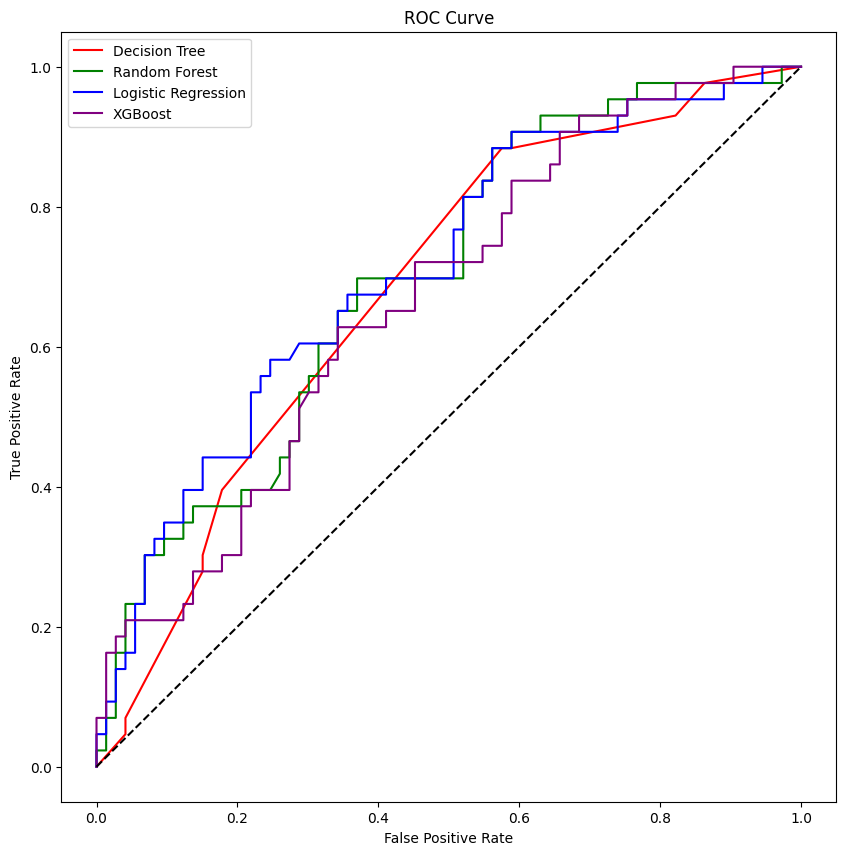 ROC Curve
Decision Tree
Random Forest
Logistic Regression
XGBoost
True Positive Rate
1.0
0.8
0.6
0.4
0.2
0.0
0.0 0.2 0.4 0.6 0.8 1.0
False Positive Rate